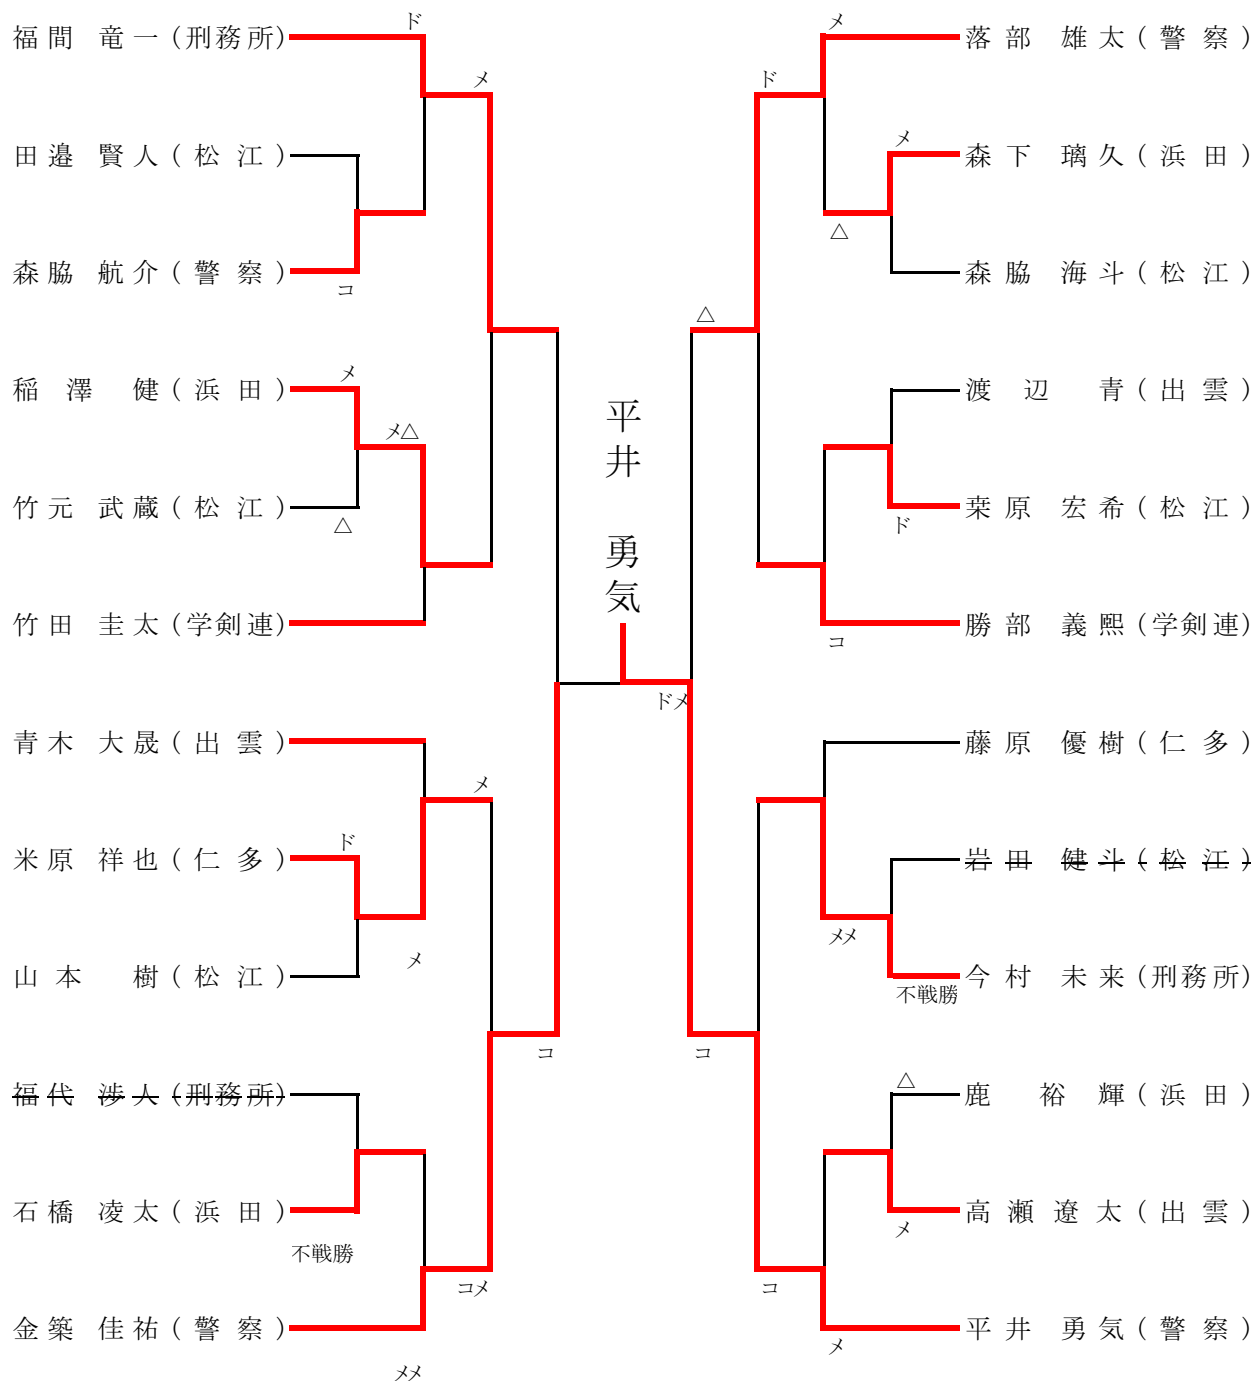 福間 竜一(刑務所)
ド
メ
田邉 賢人(松江)
森脇 航介(警察)
コ
稲澤 健(浜田)
メ
メ△
竹元 武蔵(松江)
△
竹田 圭太(学剣連)
青木 大晟(出雲)
メ
米原 祥也(仁多)
ド
山本 樹(松江)
メ
コ
福代 渉人(刑務所)
石橋 凌太(浜田)
不戦勝
コメ
金築 佳祐(警察)
メメ
平井 勇気
ドメ
メ
落部 雄太(警察)
ド
メ
森下 璃久(浜田)
△
森脇 海斗(松江)
△
渡辺 青(出雲)
桒原 宏希(松江)
ド
勝部 義熙(学剣連)
コ
藤原 優樹(仁多)
岩田 健斗(松江)
メメ
今村 未来(刑務所)
不戦勝
コ
△
鹿 裕輝(浜田)
高瀬 遼太(出雲)
メ
コ
平井 勇気(警察)
メ